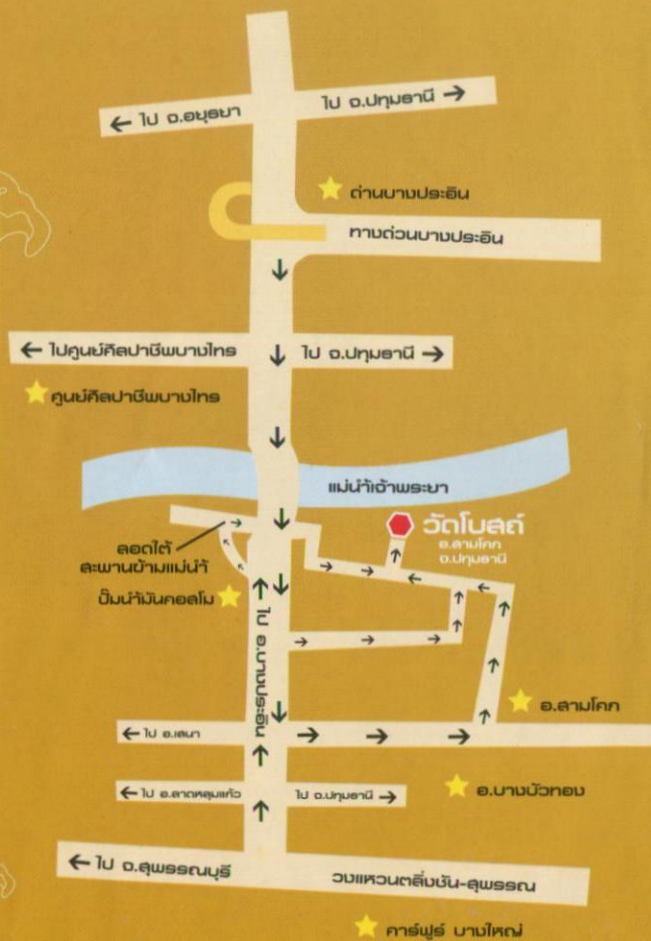 ← ไป จ.อยุธยา
ไป จ.ปทุมธานี →
ด่านบางปะอิน
ทางด่วนบางปะอิน
← ไปศูนย์ศิลปาชีพบางไทร
ไป จ.ปทุมธานี →
ศูนย์ศิลปาชีพบางไทร
แม่น้ำเจ้าพระยา
วัดโบสถ์
อ.สามโคก
จ.ปทุมธานี
ลอดใต้
สะพานข้ามแม่น้ำ
ปั๊มน้ำมันคอสโม
ไป อ.บางปะอิน
อ.สามโคก
← ไป อ.เสนา
← ไป อ.ลาดหลุมแก้ว
ไป จ.ปทุมธานี →
อ.บางบัวทอง
← ไป จ.สุพรรณบุรี
วงแหวนตลิ่งชัน-สุพรรณ
คาร์ฟูร์ บางใหญ่